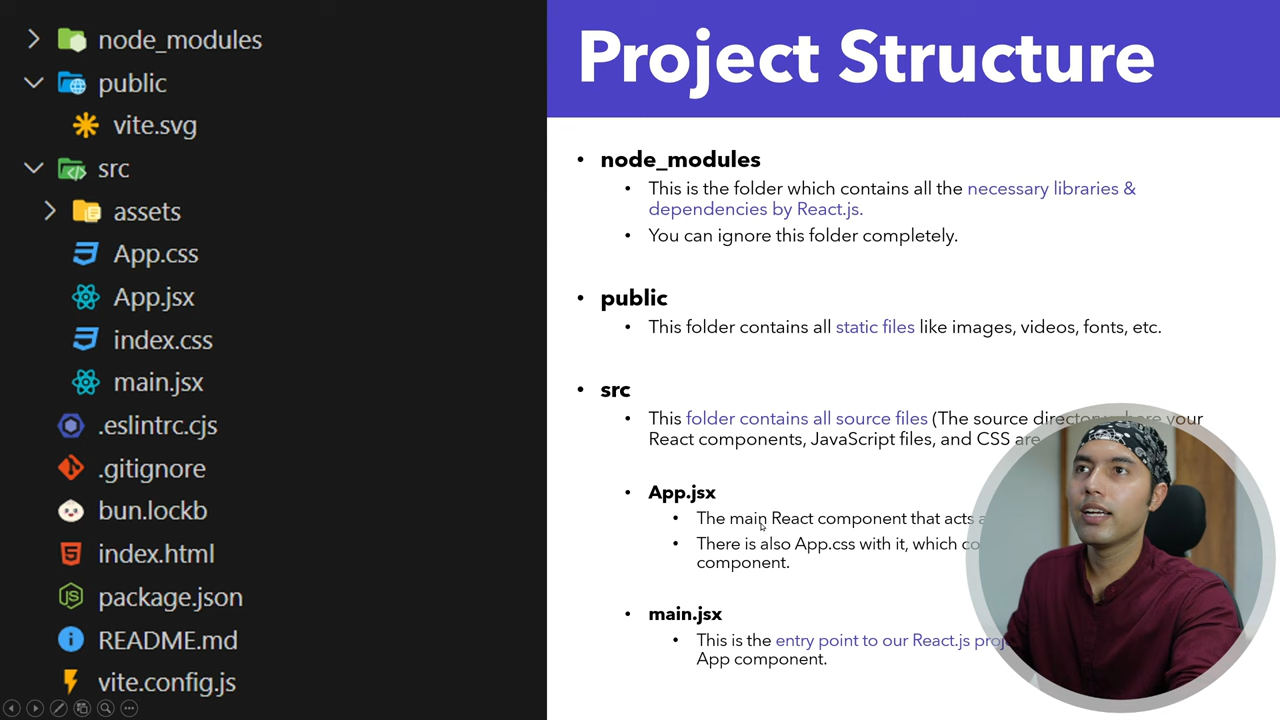 node_modules
public
vite.svg
src
assets
App.css
App.jsx
index.css
main.jsx
.eslintrc.cjs
.gitignore
bun.lockb
index.html
package.json
README.md
vite.config.js
Project Structure
• node_modules
• This is the folder which contains all the necessary libraries &
dependencies by React.js.
• You can ignore this folder completely.
• public
• This folder contains all static files like images, videos, fonts, etc.
• src
• This folder contains all source files (The source directory where your
React components, JavaScript files, and CSS are
• App.jsx
• The main React component that acts
• There is also App.css with it, which
component.
• main.jsx
• This is the entry point to our React.js
App component.